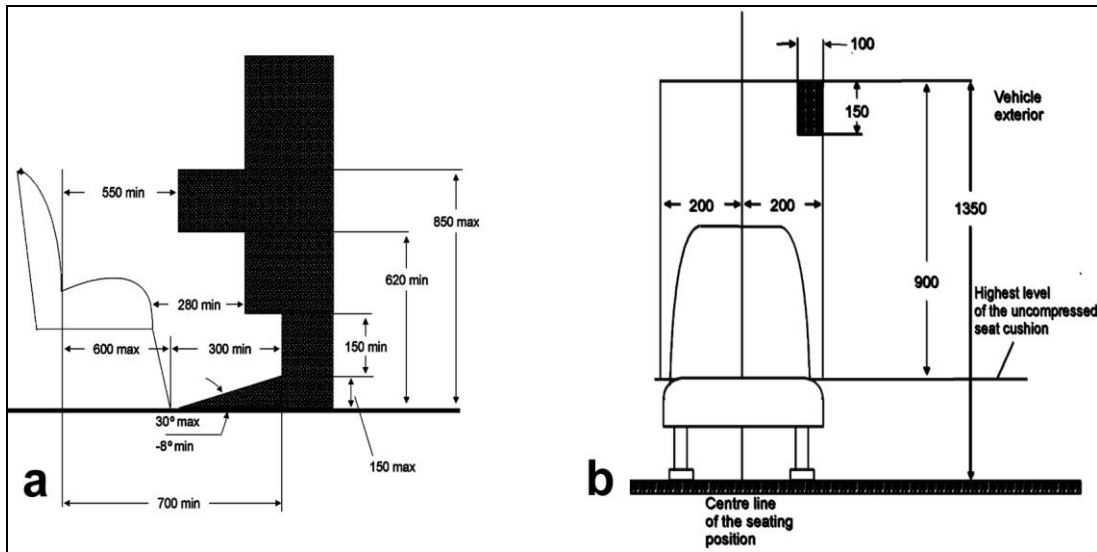 550 min
850 max
620 min
280 min
600 max
300 min
150 min
30º max
-8º min
150 max
700 min
a
100
150
Vehicle
exterior
200
200
1350
900
Highest level
of the uncompressed
seat cushion
b
Centre line
of the seating
position